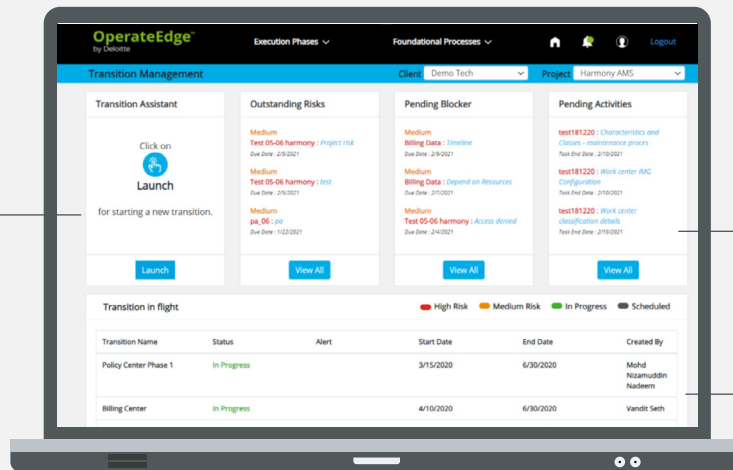 OperateEdge™
by Deloitte
Execution Phases
Foundational Processes
Logout
Transition Management
Client
Demo Tech
Project
Harmony AMS
Transition Assistant
Click on
Launch
for starting a new transition.
Launch
Outstanding Risks
Medium
Test 05-06 harmony : Project risk
Due Date : 2/5/2021
Medium
Test 05-06 harmony : test
Due Date : 2/5/2021
Medium
pa_06 : pa
Due Date : 1/22/2021
View All
Pending Blocker
Medium
Billing Data : Timeline
Due Date : 2/9/2021
Medium
Billing Data : Depend on Resources
Due Date : 2/7/2021
Medium
Test 05-06 harmony : Access denied
Due Date : 2/4/2021
View All
Pending Activities
test181220 : Characteristics and
Classes - maintenance proces
Task End Date : 2/10/2021
test181220 : Work center IMG
Configuration
Task End Date : 2/10/2021
test181220 : Work center
classification details
Task End Date : 2/10/2021
View All
Transition in flight
High Risk
Medium Risk
In Progress
Scheduled
Transition Name Status Alert Start Date End Date Created By
Policy Center Phase 1 In Progress 3/15/2020 6/30/2020 Mohd
Nizamuddin
Nadeem
Billing Center In Progress 4/10/2020 6/30/2020 Vandit Seth